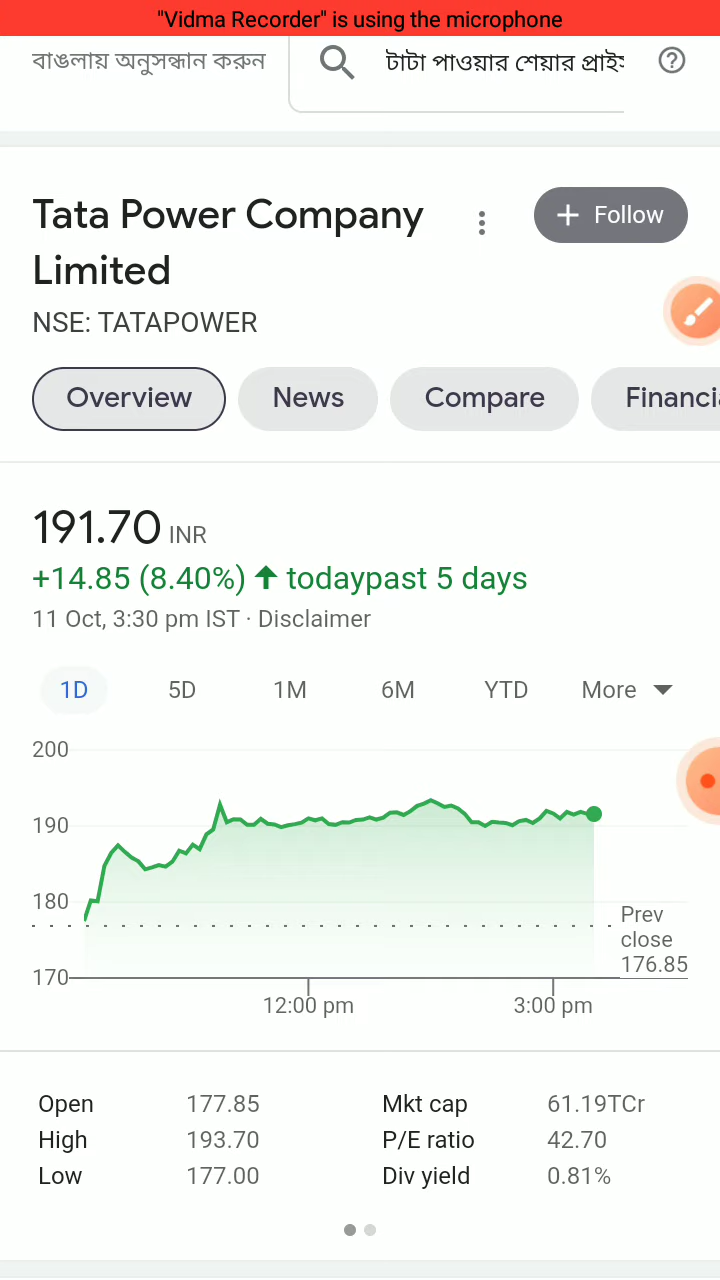 "Vidma Recorder" is using the microphone
বাঙলায় অনুসন্ধান করুন
টাটা পাওয়ার শেয়ার
Tata Power Company
Limited
Follow
NSE: TATAPOWER
Overview News Compare
191.70 INR
+14.85 (8.40%) todaypast 5 days
11 Oct, 3:30 pm IST · Disclaimer
1D 5D 1M 6M YTD More
200
190
180
170
Prev
close
176.85
12:00 pm 3:00 pm
Open 177.85 Mkt cap 61.19TCr
High 193.70 P/E ratio 42.70
Low 177.00 Div yield 0.81%